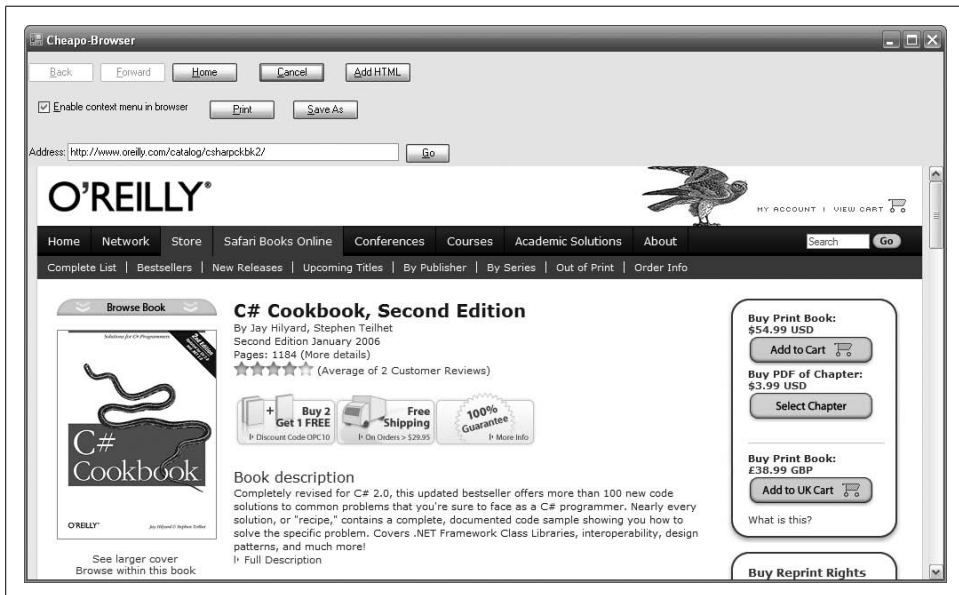 Cheapo-Browser
Back Forward Home Cancel Add HTML
Enable context menu in browser Print Save As
Address: http://www.oreilly.com/catalog/csharpckbk2/ Go
O'REILLY®
MY ACCOUNT | VIEW CART
Home Network Store Safari Books Online Conferences Courses Academic Solutions About Search Go
Complete List | Bestsellers | New Releases | Upcoming Titles | By Publisher | By Series | Out of Print | Order Info
Browse Book
Solutions for C# Programmers
2nd Edition
C#
Cookbook
O'REILLY®
Jay Hilyard & Stephen Teilhet
See larger cover
Browse within this book
C# Cookbook, Second Edition
By Jay Hilyard, Stephen Teilhet
Second Edition January 2006
Pages: 1184 (More details)
(Average of 2 Customer Reviews)
+ Buy 2
Get 1 FREE
Discount Code OPC10
Free
Shipping
On Orders > $29.95
100%
Guarantee
More Info
Book description
Completely revised for C# 2.0, this updated bestseller offers more than 100 new code
solutions to common problems that you're sure to face as a C# programmer. Nearly every
solution, or "recipe," contains a complete, documented code sample showing you how to
solve the specific problem. Covers .NET Framework Class Libraries, interoperability, design
patterns, and much more!
Full Description
Buy Print Book:
$54.99 USD
Add to Cart
Buy PDF of Chapter:
$3.99 USD
Select Chapter
Buy Print Book:
£38.99 GBP
Add to UK Cart
What is this?
Buy Reprint Rights